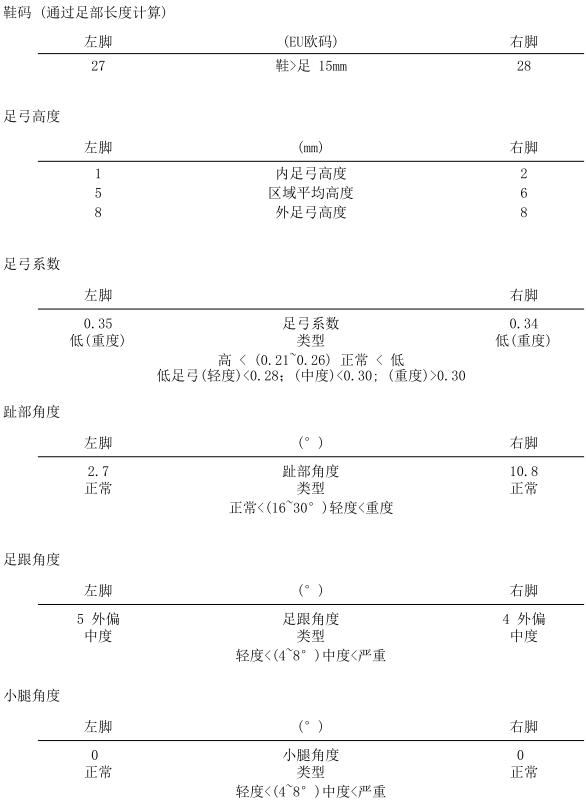 鞋码 (通过足部长度计算)
左脚 (EU欧码) 右脚
27 鞋>足 15mm 28
足弓高度
左脚 (mm) 右脚
1 内足弓高度 2
5 区域平均高度 6
8 外足弓高度 8
足弓系数
左脚 右脚
0.35 足弓系数 0.34
低(重度) 类型 低(重度)
高 < (0.21~0.26) 正常 < 低
低足弓(轻度)<0.28; (中度)<0.30; (重度)>0.30
趾部角度
左脚 (°) 右脚
2.7 趾部角度 10.8
正常 类型 正常
正常<(16~30°)轻度<重度
足跟角度
左脚 (°) 右脚
5 外偏 足跟角度 4 外偏
中度 类型 中度
轻度<(4~8°)中度<严重
小腿角度
左脚 (°) 右脚
0 小腿角度 0
正常 类型 正常
轻度<(4~8°)中度<严重